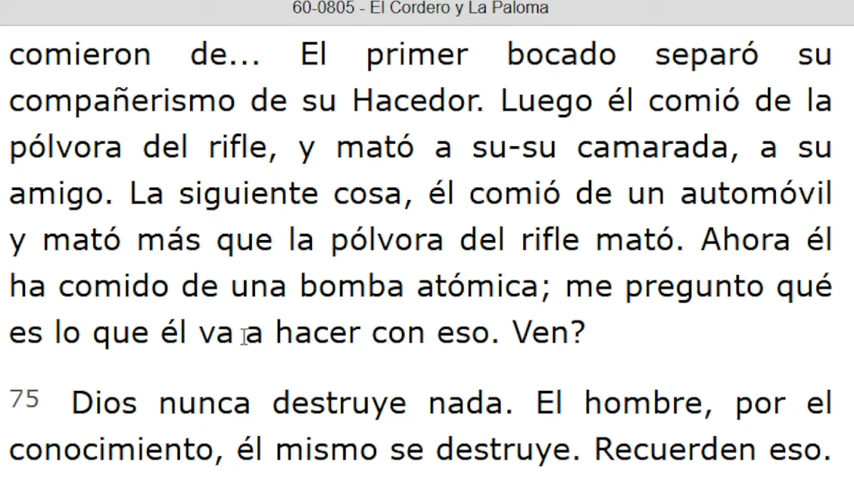 60-0805 - El Cordero y La Paloma
comieron de... El primer bocado separó su
compañerismo de su Hacedor. Luego él comió de la
pólvora del rifle, y mató a su-su camarada, a su
amigo. La siguiente cosa, él comió de un automóvil
y mató más que la pólvora del rifle mató. Ahora él
ha comido de una bomba atómica; me pregunto qué
es lo que él va a hacer con eso. Ven?
75 Dios nunca destruye nada. El hombre, por el
conocimiento, él mismo se destruye. Recuerden eso.